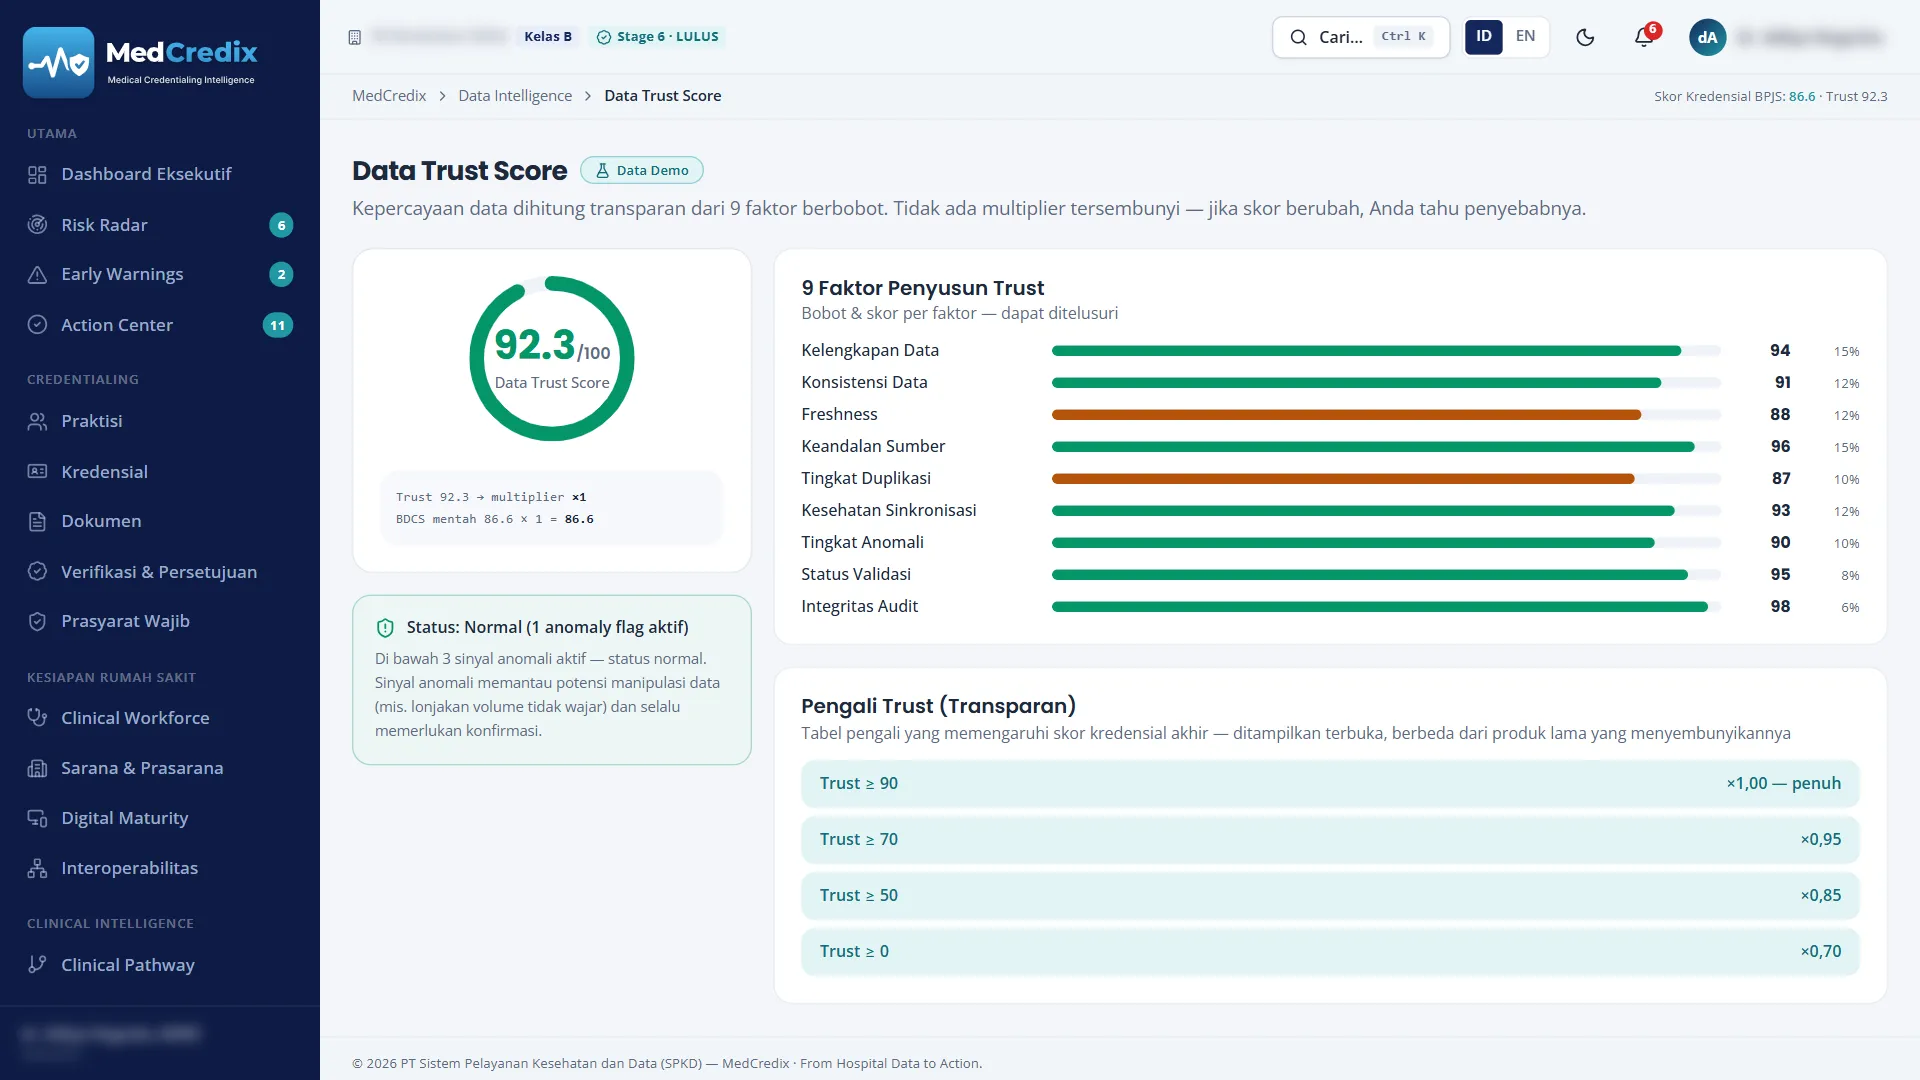 MedCredix
Medical Credentialing Intelligence
UTAMA
Dashboard Eksekutif
Risk Radar 6
Early Warnings 2
Action Center 11
CREDENTIALING
Praktisi
Kredensial
Dokumen
Verifikasi & Persetujuan
Prasyarat Wajib
KESIAPAN RUMAH SAKIT
Clinical Workforce
Sarana & Prasarana
Digital Maturity
Interoperabilitas
CLINICAL INTELLIGENCE
Clinical Pathway
Kelas B Stage 6 · LULUS Cari... Ctrl K ID EN 6 dA
MedCredix > Data Intelligence > Data Trust Score Skor Kredensial BPJS: 86.6 · Trust 92.3
Data Trust Score Data Demo
Kepercayaan data dihitung transparan dari 9 faktor berbobot. Tidak ada multiplier tersembunyi — jika skor berubah, Anda tahu penyebabnya.
92.3/100
Data Trust Score
Trust 92.3 → multiplier ×1
BDCS mentah 86.6 × 1 = 86.6
Status: Normal (1 anomaly flag aktif)
Di bawah 3 sinyal anomali aktif — status normal.
Sinyal anomali memantau potensi manipulasi data
(mis. lonjakan volume tidak wajar) dan selalu
memerlukan konfirmasi.
9 Faktor Penyusun Trust
Bobot & skor per faktor — dapat ditelusuri
Kelengkapan Data 94 15%
Konsistensi Data 91 12%
Freshness 88 12%
Keandalan Sumber 96 15%
Tingkat Duplikasi 87 10%
Kesehatan Sinkronisasi 93 12%
Tingkat Anomali 90 10%
Status Validasi 95 8%
Integritas Audit 98 6%
Pengali Trust (Transparan)
Tabel pengali yang memengaruhi skor kredensial akhir — ditampilkan terbuka, berbeda dari produk lama yang menyembunyikannya
Trust ≥ 90 ×1,00 — penuh
Trust ≥ 70 ×0,95
Trust ≥ 50 ×0,85
Trust ≥ 0 ×0,70
© 2026 PT Sistem Pelayanan Kesehatan dan Data (SPKD) — MedCredix · From Hospital Data to Action.